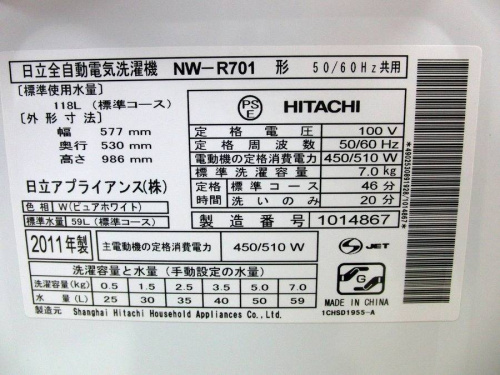 日立全自動電気洗濯機 NW-R701 形 50/60Hz共用
〔標準使用水量〕
118L（標準コース）
〔外形寸法〕
幅 577 mm
奥行 530 mm
高さ 986 mm
日立アプライアンス(株)
色相 W(ピュアホワイト)
標準水量 59L（標準コース）
PSE HITACHI
定格電圧 100 V
定格周波数 50/60 Hz
電動機の定格消費電力 450/510 W
標準洗濯容量 7.0 kg
定格時間 標準コース 46 分
洗いのみ 20 分
製造番号 1014867
2011年製 主電動機の定格消費電力 450/510 W
S JET
洗濯容量と水量（手動設定の水量）
洗濯容量(kg) 0.5 1.5 2.5 3.5 5.0 7.0
水量(L) 25 30 35 40 50 59
製造元 Shanghai Hitachi Household Appliances Co.,Ltd.
G
MADE IN CHINA
1CHSD1955-A